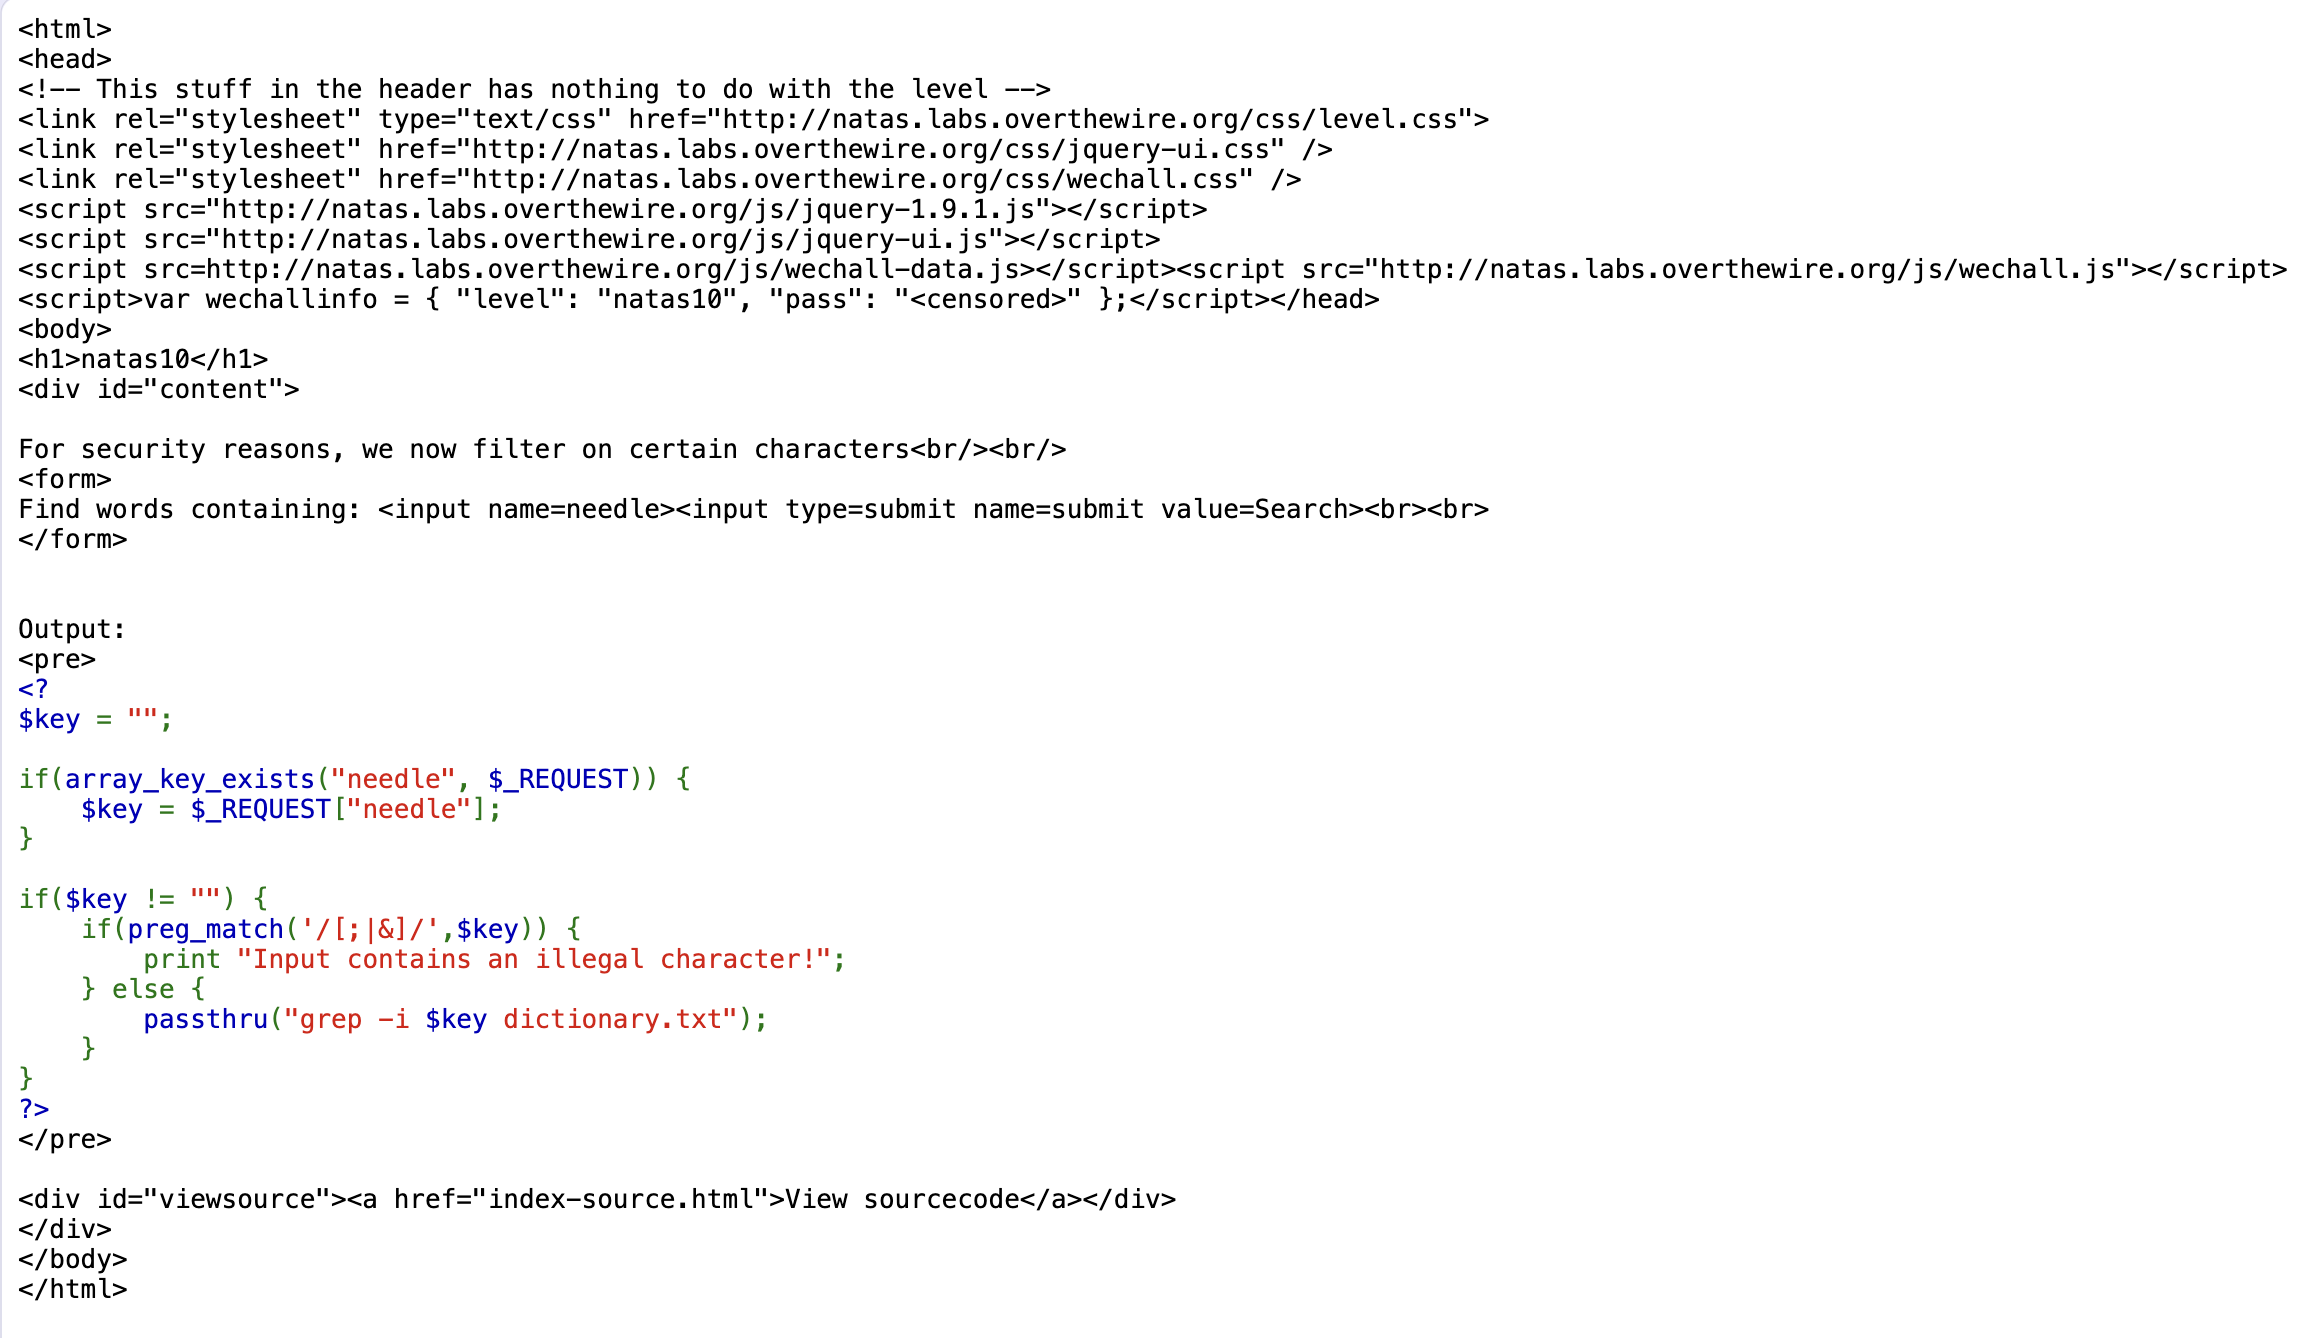 <html>
<head>
<!-- This stuff in the header has nothing to do with the level -->
<link rel="stylesheet" type="text/css" href="http://natas.labs.overthewire.org/css/level.css">
<link rel="stylesheet" href="http://natas.labs.overthewire.org/css/jquery-ui.css" />
<link rel="stylesheet" href="http://natas.labs.overthewire.org/css/wechall.css" />
<script src="http://natas.labs.overthewire.org/js/jquery-1.9.1.js"></script>
<script src="http://natas.labs.overthewire.org/js/jquery-ui.js"></script>
<script src=http://natas.labs.overthewire.org/js/wechall-data.js></script><script src="http://natas.labs.overthewire.org/js/wechall.js"></script>
<script>var wechallinfo = { "level": "natas10", "pass": "<censored>" };</script></head>
<body>
<h1>natas10</h1>
<div id="content">

For security reasons, we now filter on certain characters<br/><br/>
<form>
Find words containing: <input name=needle><input type=submit name=submit value=Search><br><br>
</form>


Output:
<pre>
<?
$key = "";

if(array_key_exists("needle", $_REQUEST)) {
    $key = $_REQUEST["needle"];
}

if($key != "") {
    if(preg_match('/[;|&]/',$key)) {
        print "Input contains an illegal character!";
    } else {
        passthru("grep -i $key dictionary.txt");
    }
}
?>
</pre>

<div id="viewsource"><a href="index-source.html">View sourcecode</a></div>
</div>
</body>
</html>